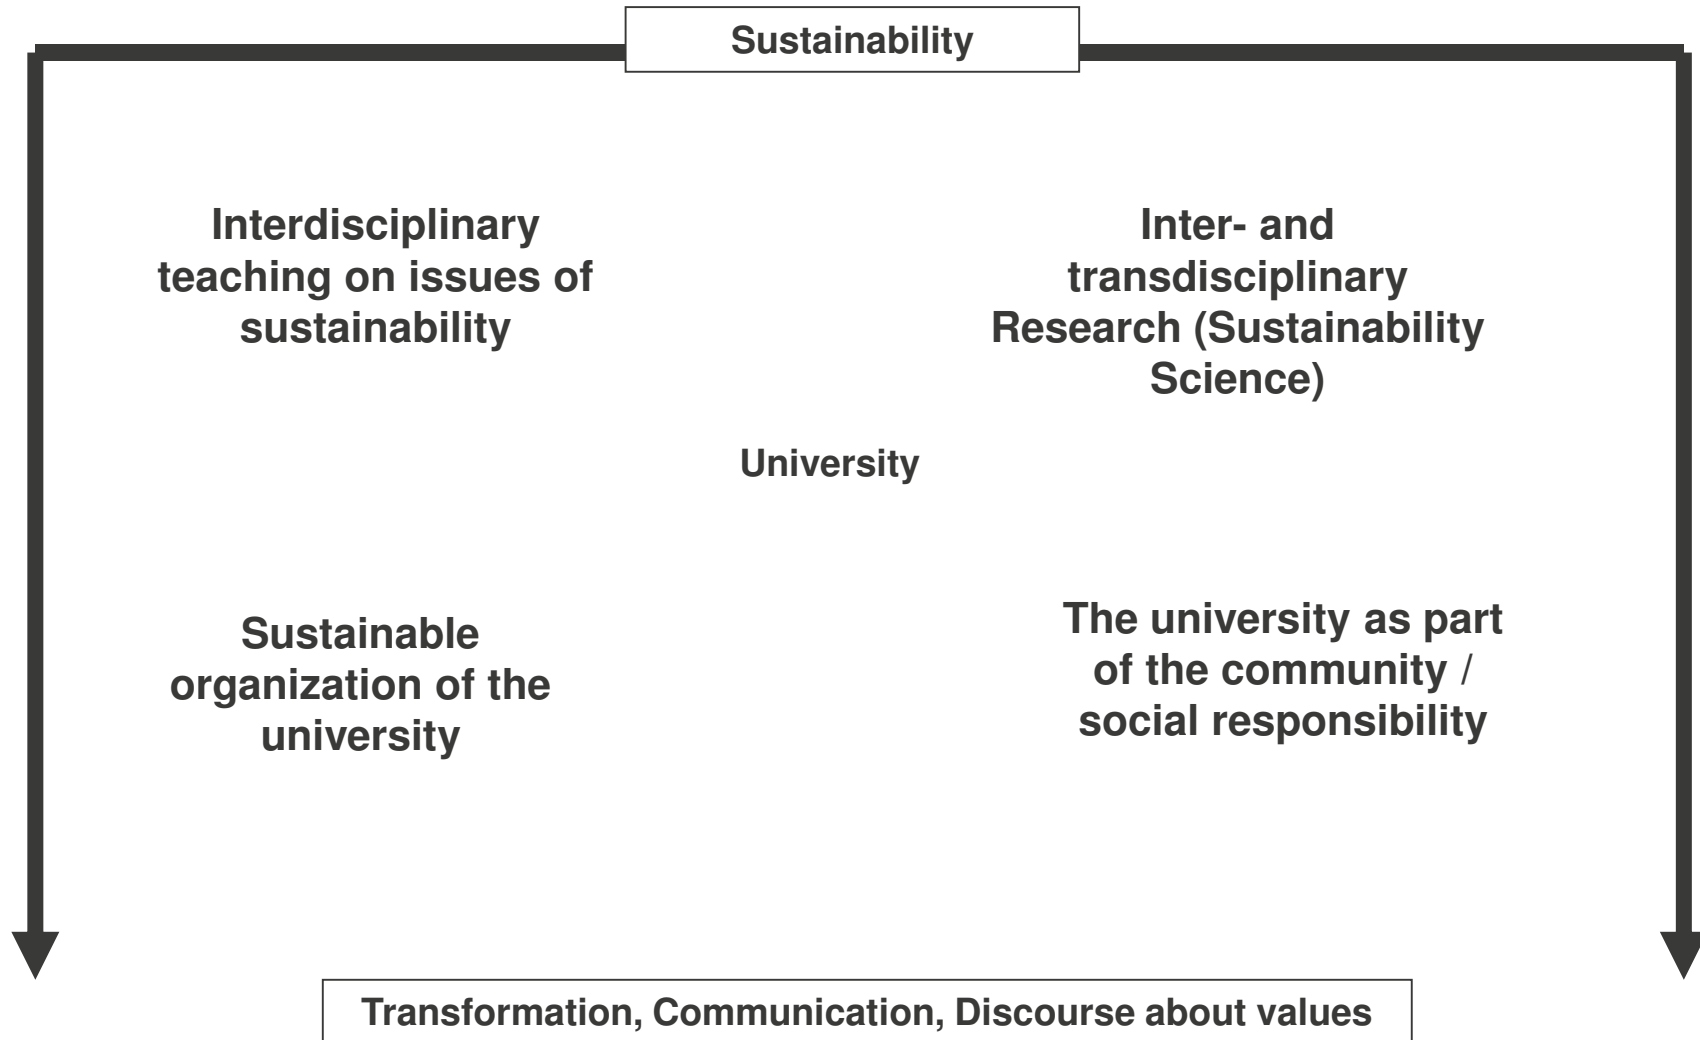 Sustainability
Interdisciplinary
teaching on issues of
sustainability
Inter- and
transdisciplinary
Research (Sustainability
Science)
University
Sustainable
organization of the
university
The university as part
of the community /
social responsibility
Transformation, Communication, Discourse about values